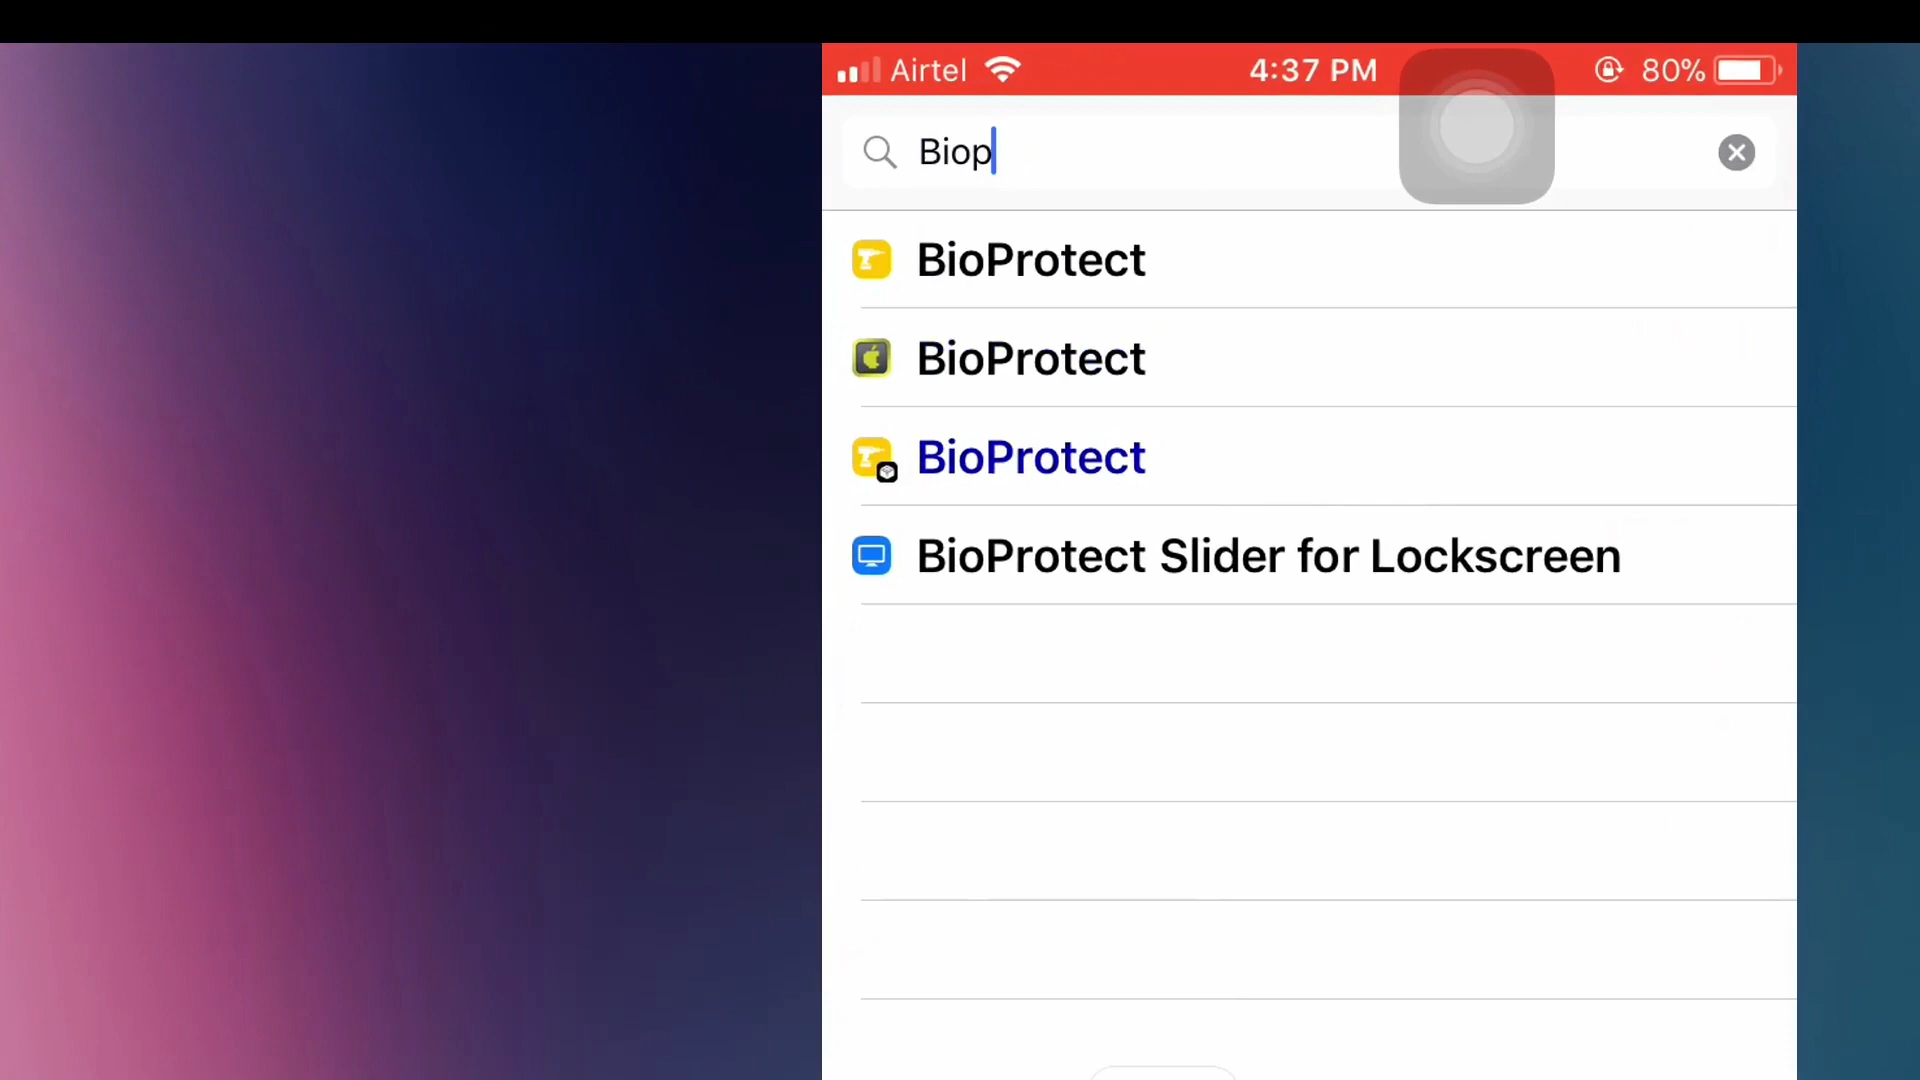 Airtel 4:37 PM 80%
Biop
BioProtect
BioProtect
BioProtect
BioProtect Slider for Lockscreen